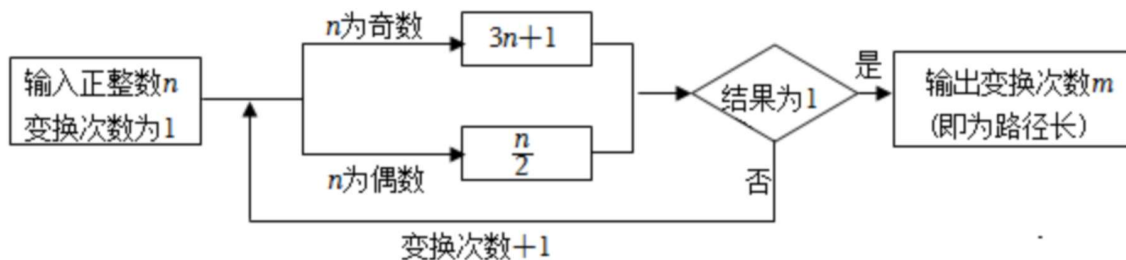 输入正整数n
变换次数为1
n为奇数
3n+1
n为偶数
n
2
结果为1
是
否
输出变换次数m
(即为路径长)
变换次数+1